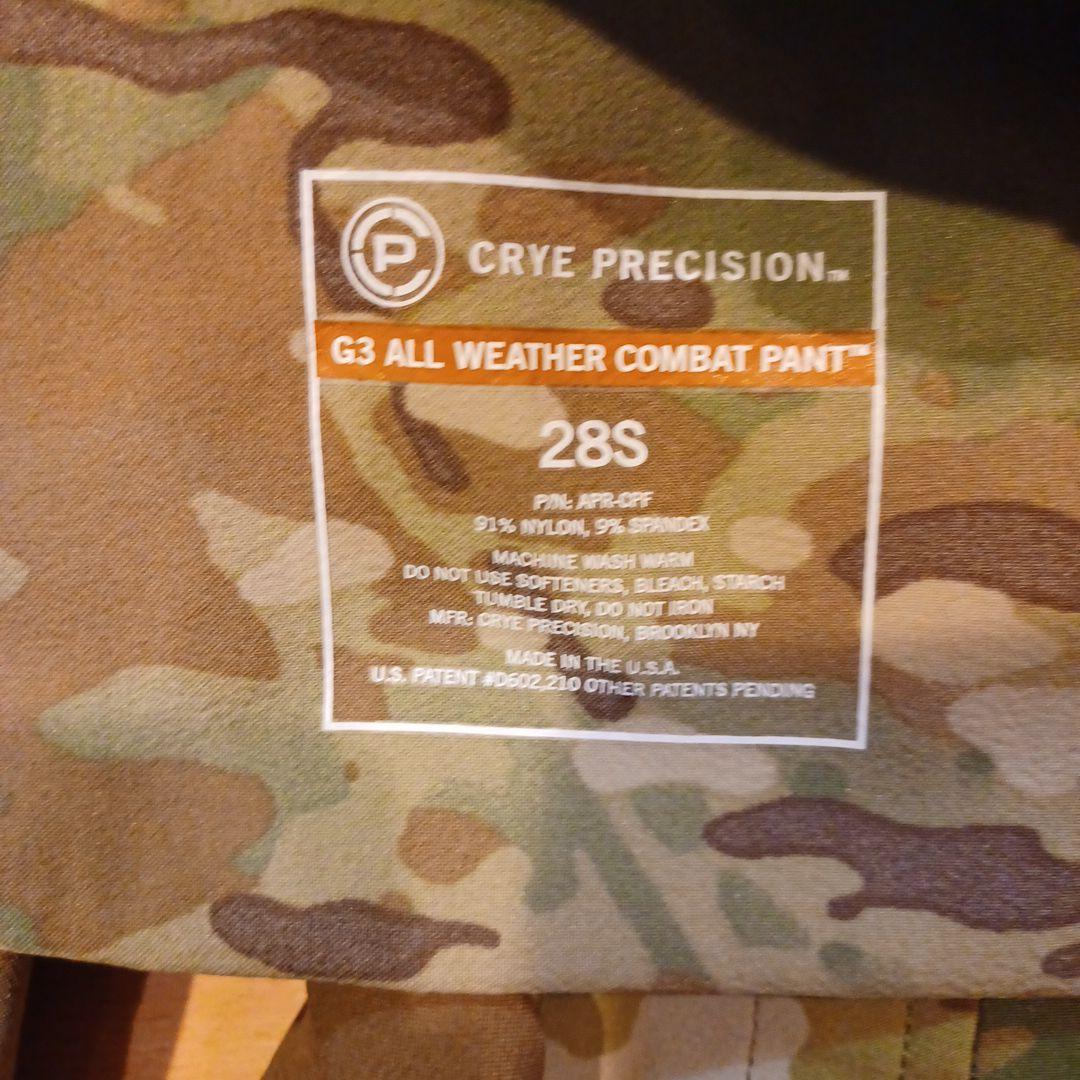 CP CRYE PRECISION™
G3 ALL WEATHER COMBAT PANT™
28S
P/N: APR-CPF
91% NYLON, 9% SPANDEX
MACHINE WASH WARM
DO NOT USE SOFTENERS, BLEACH, STARCH
TUMBLE DRY, DO NOT IRON
MFR: CRYE PRECISION, BROOKLYN NY
MADE IN THE U.S.A.
U.S. PATENT #D602,210 OTHER PATENTS PENDING